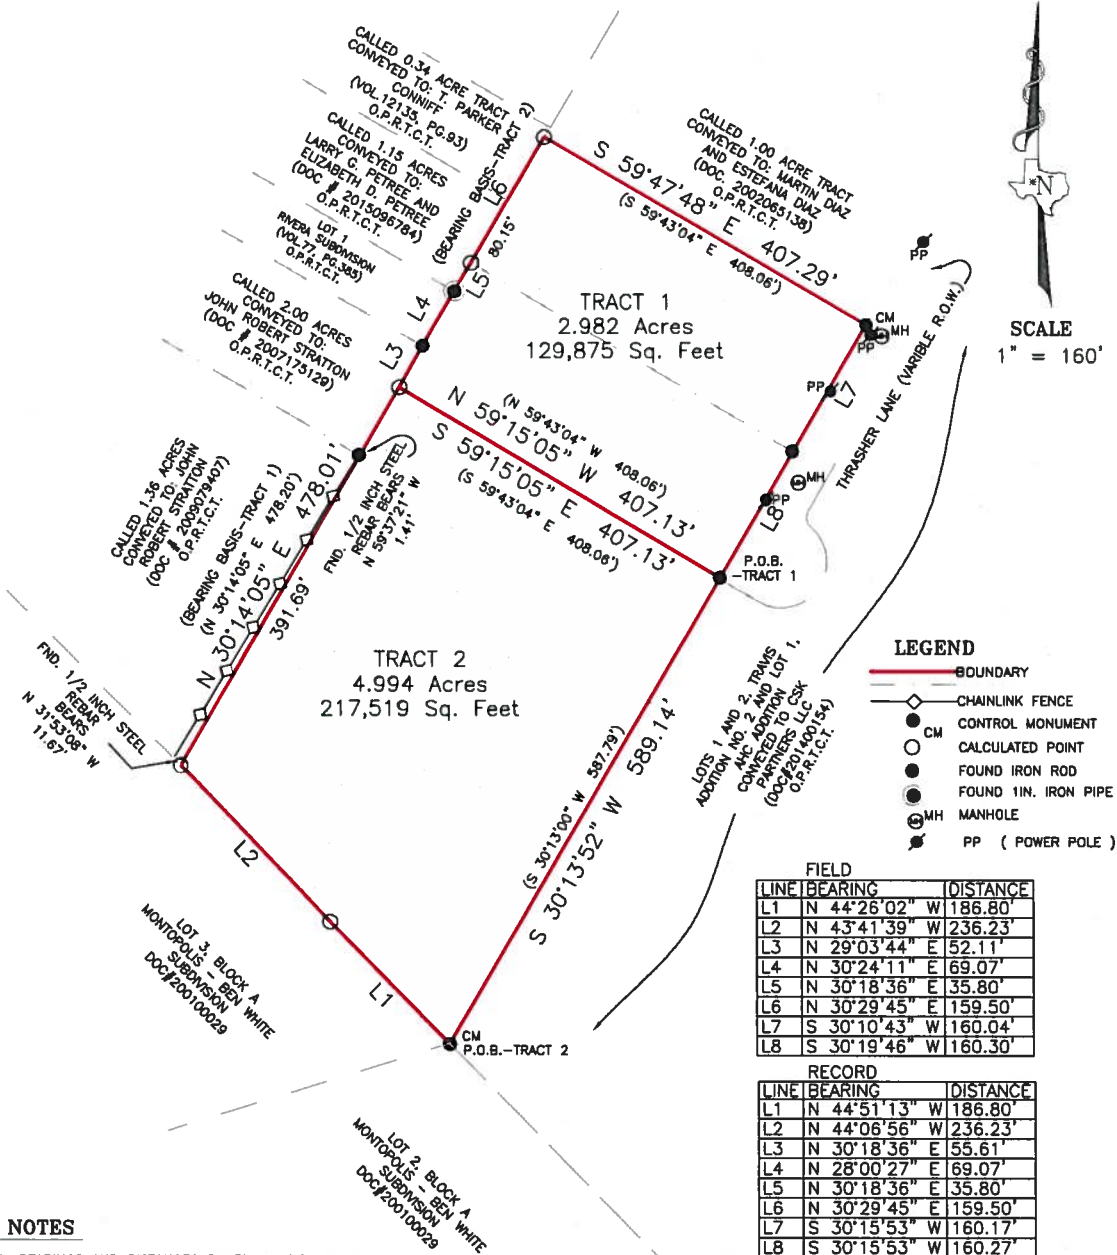 CALLED 0.34 ACRE TRACT
CONVEYED TO: T. PARKER
CONNIFF
(VOL.12135, PG.93)
O.P.R.T.C.T.
CALLED 1.15 ACRES
CONVEYED TO:
LARRY G. PETREE AND
ELIZABETH D. PETREE
(DOC # 2015096784)
O.P.R.T.C.T.
LOT 1
RIVERA SUBDIVISION
(VOL.77, PG.385)
O.P.R.T.C.T.
CALLED 2.00 ACRES
CONVEYED TO:
JOHN ROBERT STRATTON
(DOC # 2007175129)
O.P.R.T.C.T.
CALLED 1.36 ACRES
CONVEYED TO: JOHN
ROBERT STRATTON
(DOC # 2009079407)
O.P.R.T.C.T.
(BEARING BASIS-TRACT 2)
L6
80.15'
L5
L4
L3
S 59°47'48" E 407.29'
(S 59°43'04" E 408.06')
CALLED 1.00 ACRE TRACT
CONVEYED TO: MARTIN DIAZ
AND ESTEFANA DIAZ
(DOC. 2002065138)
O.P.R.T.C.T.
*N
SCALE
1" = 160'
PP
CM
MH
PP
PP
L7
THRASHER LANE (VARIBLE R.O.W.)
MH
PP
L8
TRACT 1
2.982 Acres
129,875 Sq. Feet
(N 59°43'04" W 408.06')
N 59°15'05" W 407.13'
S 59°15'05" E 407.13'
(S 59°43'04" E 408.06')
P.O.B.
-TRACT 1
(BEARING BASIS-TRACT 1)
(N 30°14'05" E 478.20')
N 30°14'05" E 478.01'
391.69'
FND. 1/2 INCH STEEL
REBAR BEARS
N 59°37'21" W
1.41'
FND. 1/2 INCH STEEL
REBAR
BEARS
N 31°53'08" W
11.67'
TRACT 2
4.994 Acres
217,519 Sq. Feet
(S 30°13'00" W 587.79')
S 30°13'52" W 589.14'
LOTS 1 AND 2, TRAVIS
ADDITION NO. 2 AND LOT 1,
AHC ADDITION
CONVEYED TO CSK
PARTNERS LLC
(DOC#201400154)
O.P.R.T.C.T.
L2
L1
CM
P.O.B.-TRACT 2
LOT 3, BLOCK A
MONTOPOLIS - BEN WHITE
SUBDIVISION
DOC#200100029
LOT 2, BLOCK A
MONTOPOLIS - BEN WHITE
SUBDIVISION
DOC#200100029
LEGEND
BOUNDARY
CHAINLINK FENCE
CM CONTROL MONUMENT
CALCULATED POINT
FOUND IRON ROD
FOUND 1IN. IRON PIPE
MH MANHOLE
PP ( POWER POLE )
FIELD
LINE BEARING DISTANCE
L1 N 44°26'02" W 186.80'
L2 N 43°41'39" W 236.23'
L3 N 29°03'44" E 52.11'
L4 N 30°24'11" E 69.07'
L5 N 30°18'36" E 35.80'
L6 N 30°29'45" E 159.50'
L7 S 30°10'43" W 160.04'
L8 S 30°19'46" W 160.30'
RECORD
LINE BEARING DISTANCE
L1 N 44°51'13" W 186.80'
L2 N 44°06'56" W 236.23'
L3 N 30°18'36" E 55.61'
L4 N 28°00'27" E 69.07'
L5 N 30°18'36" E 35.80'
L6 N 30°29'45" E 159.50'
L7 S 30°15'53" W 160.17'
L8 S 30°15'53" W 160.27'
NOTES